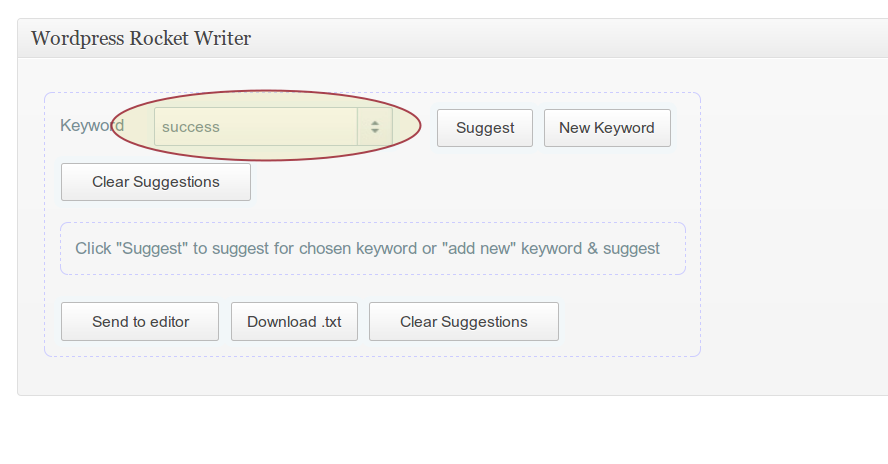 Wordpress Rocket Writer
Keyword success Suggest New Keyword
Clear Suggestions
Click "Suggest" to suggest for chosen keyword or "add new" keyword & suggest
Send to editor Download .txt Clear Suggestions